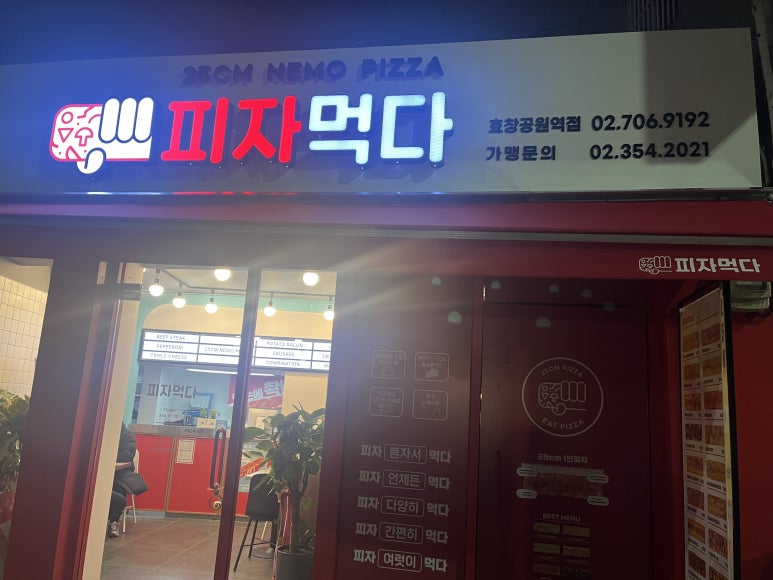 25CM NEMO PIZZA
피자먹다
효창공원역점 02.706.9192
가맹문의 02.354.2021
피자먹다
BEEF STEAK
PEPPERONI
TRIPLE CHEESE
25CM NEMO
POTATO BACON
SAUSAGE
COMBINATION
피자먹다
PICK UP
25CM PIZZA
EAT PIZZA
25cm 1인피자
BEST MENU
피자 혼자서 먹다
피자 언제든 먹다
피자 다양히 먹다
피자 간편히 먹다
피자 여럿이 먹다